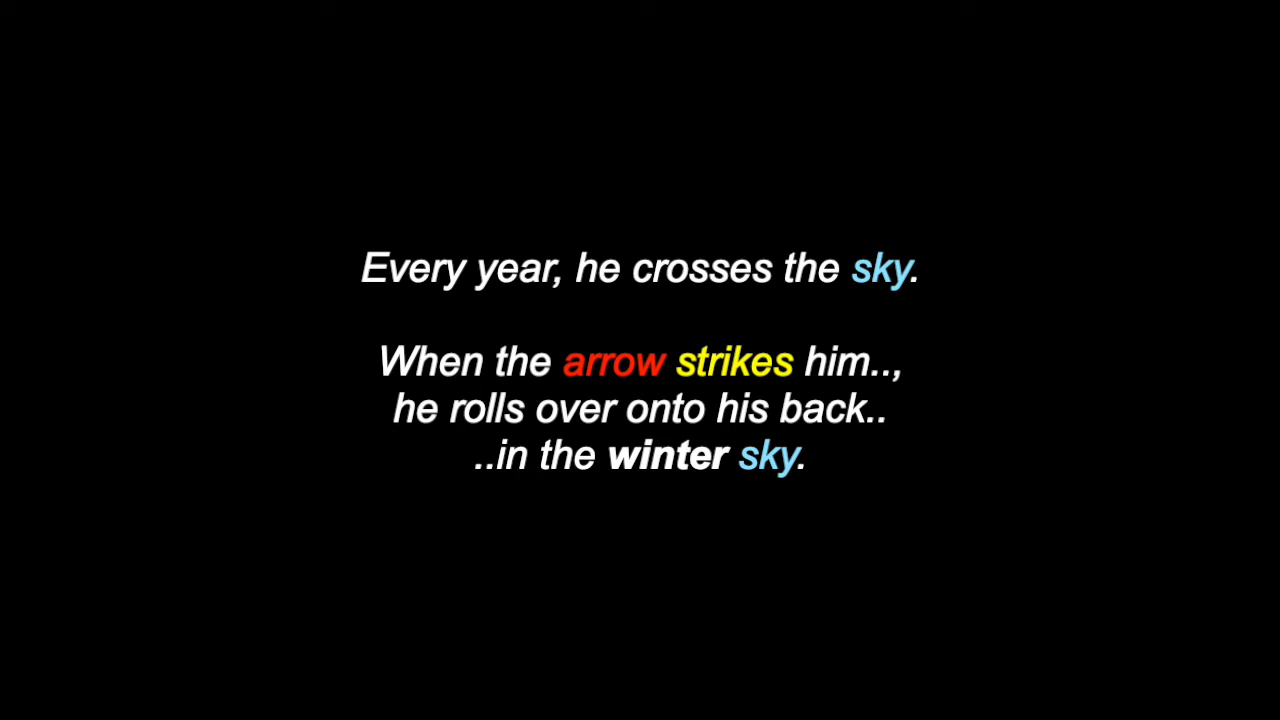 Every year, he crosses the sky.
When the arrow strikes him..,
he rolls over onto his back..
..in the winter sky.